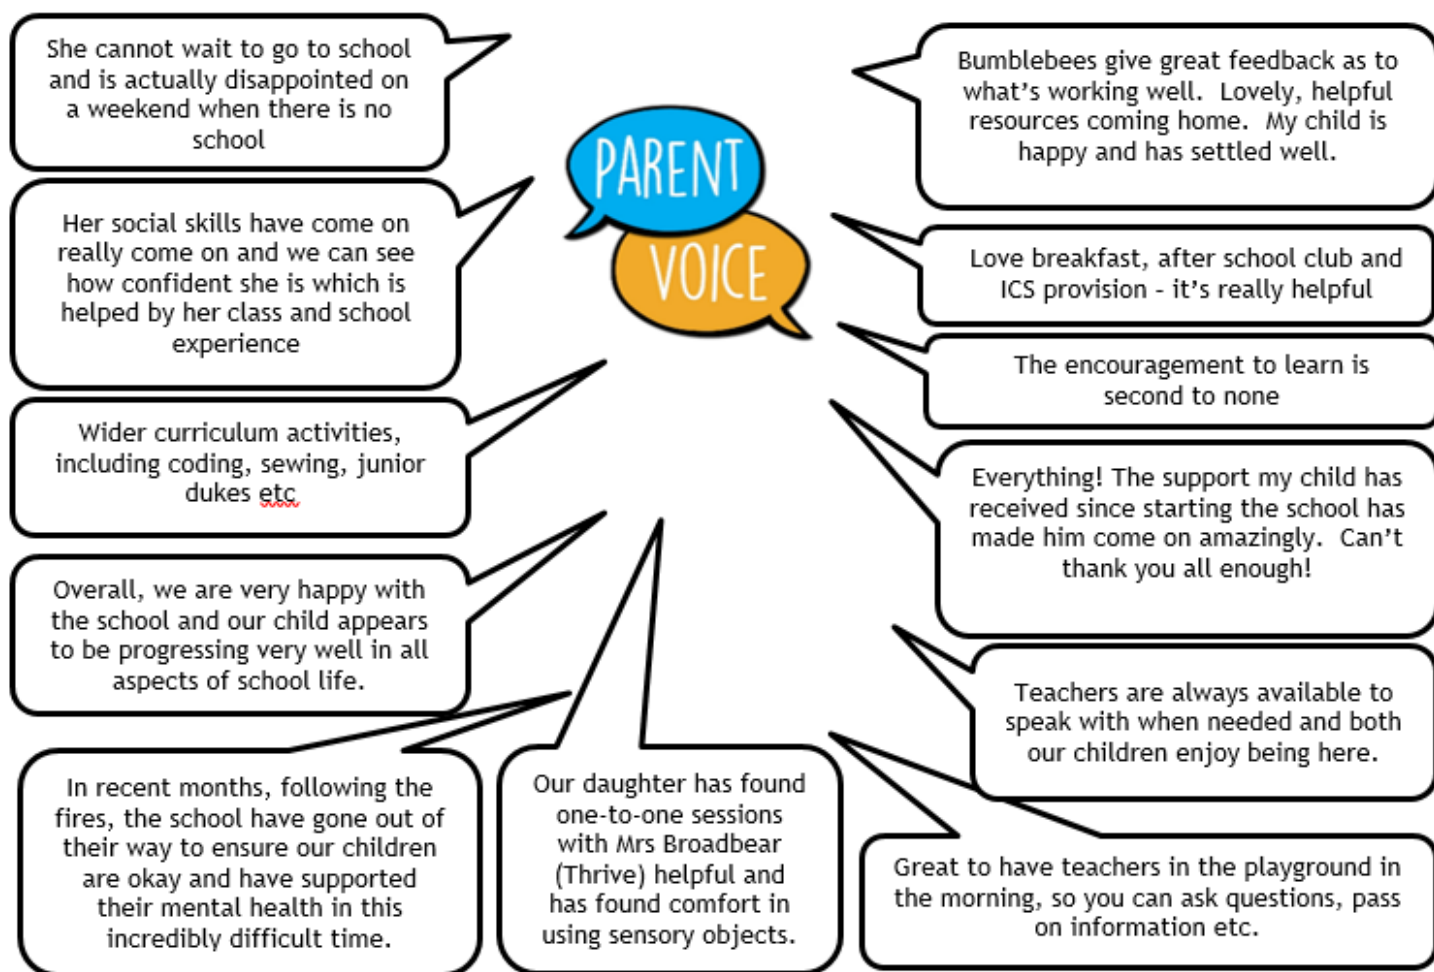 She cannot wait to go to school
and is actually disappointed on
a weekend when there is no
school
Her social skills have come on
really come on and we can see
how confident she is which is
helped by her class and school
experience
Wider curriculum activities,
including coding, sewing, junior
dukes etc
Overall, we are very happy with
the school and our child appears
to be progressing very well in all
aspects of school life.
In recent months, following the
fires, the school have gone out of
their way to ensure our children
are okay and have supported
their mental health in this
incredibly difficult time.
PARENT
VOICE
Our daughter has found
one-to-one sessions
with Mrs Broadbear
(Thrive) helpful and
has found comfort in
using sensory objects.
Bumblebees give great feedback as to
what's working well.  Lovely, helpful
resources coming home.  My child is
happy and has settled well.
Love breakfast, after school club and
ICS provision - it's really helpful
The encouragement to learn is
second to none
Everything! The support my child has
received since starting the school has
made him come on amazingly.  Can't
thank you all enough!
Teachers are always available to
speak with when needed and both
our children enjoy being here.
Great to have teachers in the playground in
the morning, so you can ask questions, pass
on information etc.